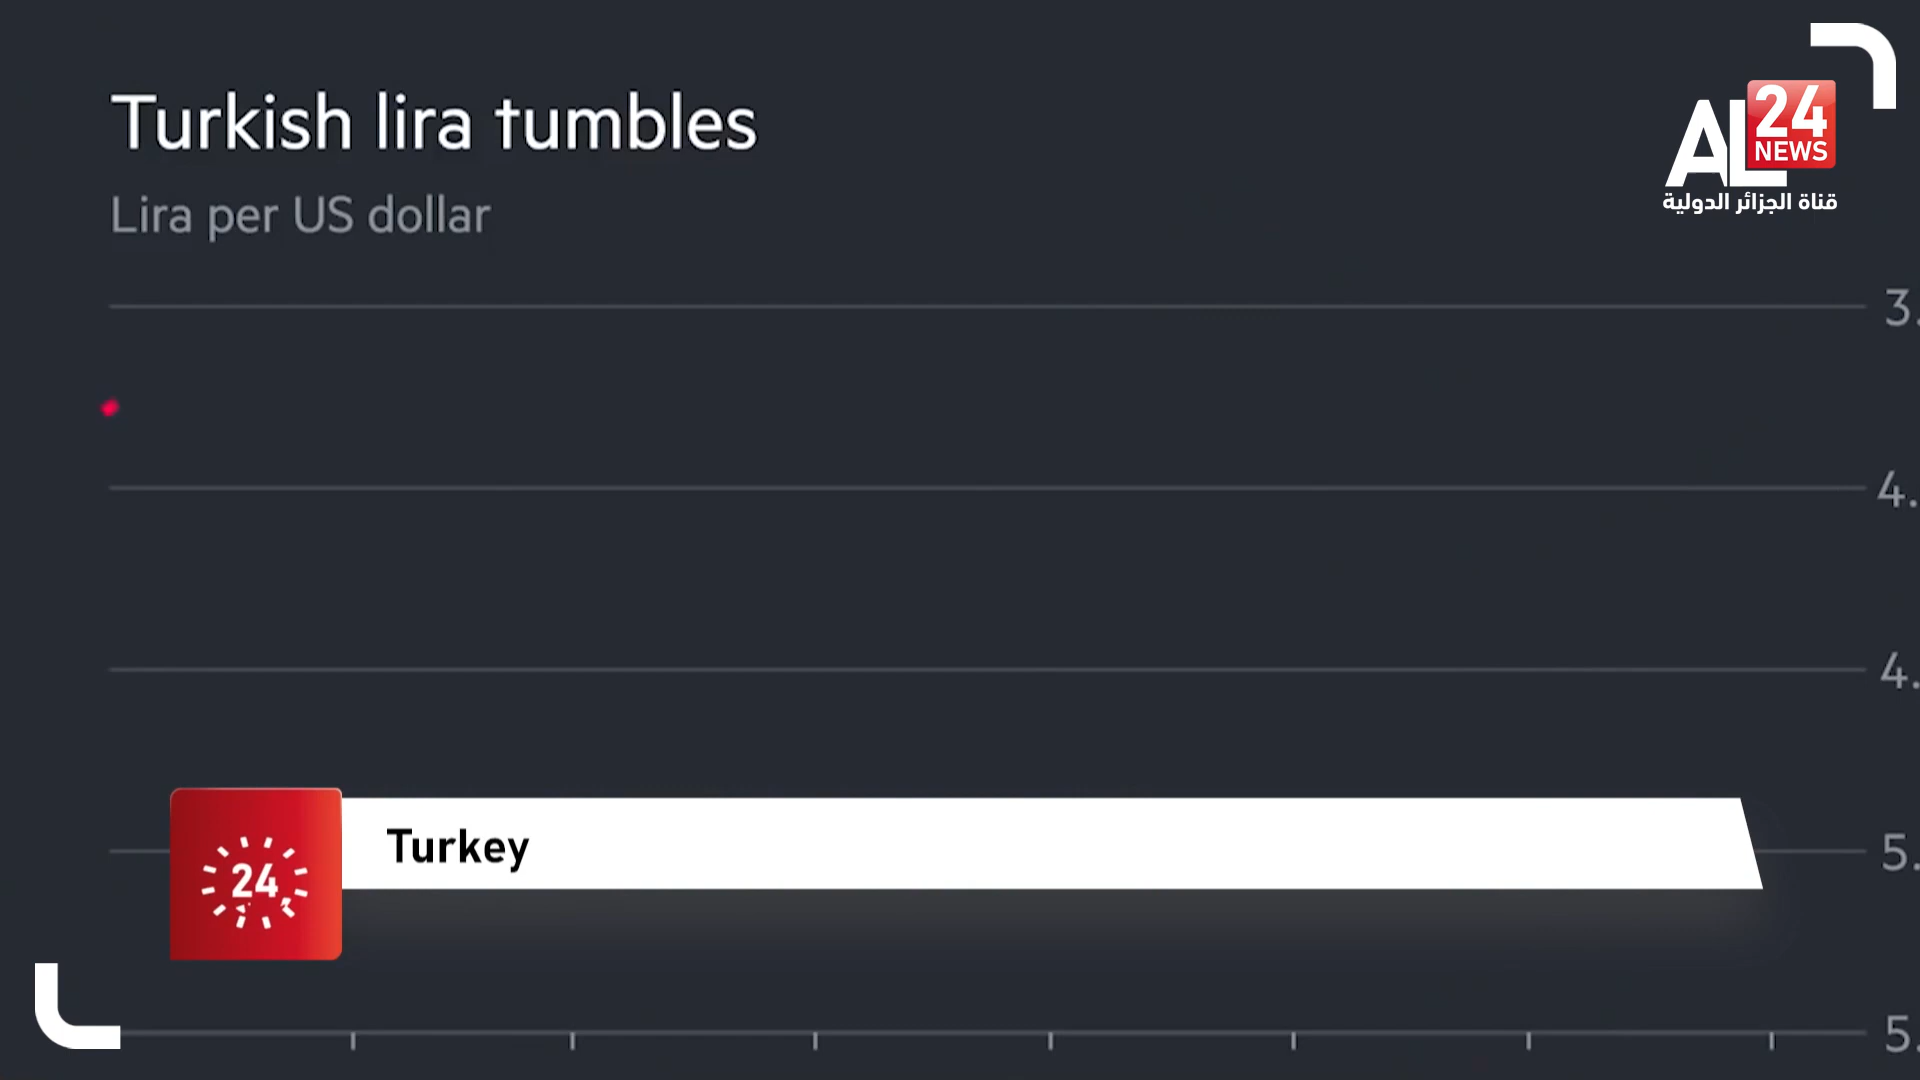 Turkish lira tumbles
Lira per US dollar
AL 24 NEWS
قناة الجزائر الدولية
3.
4.
4.
5.
5.
24
Turkey